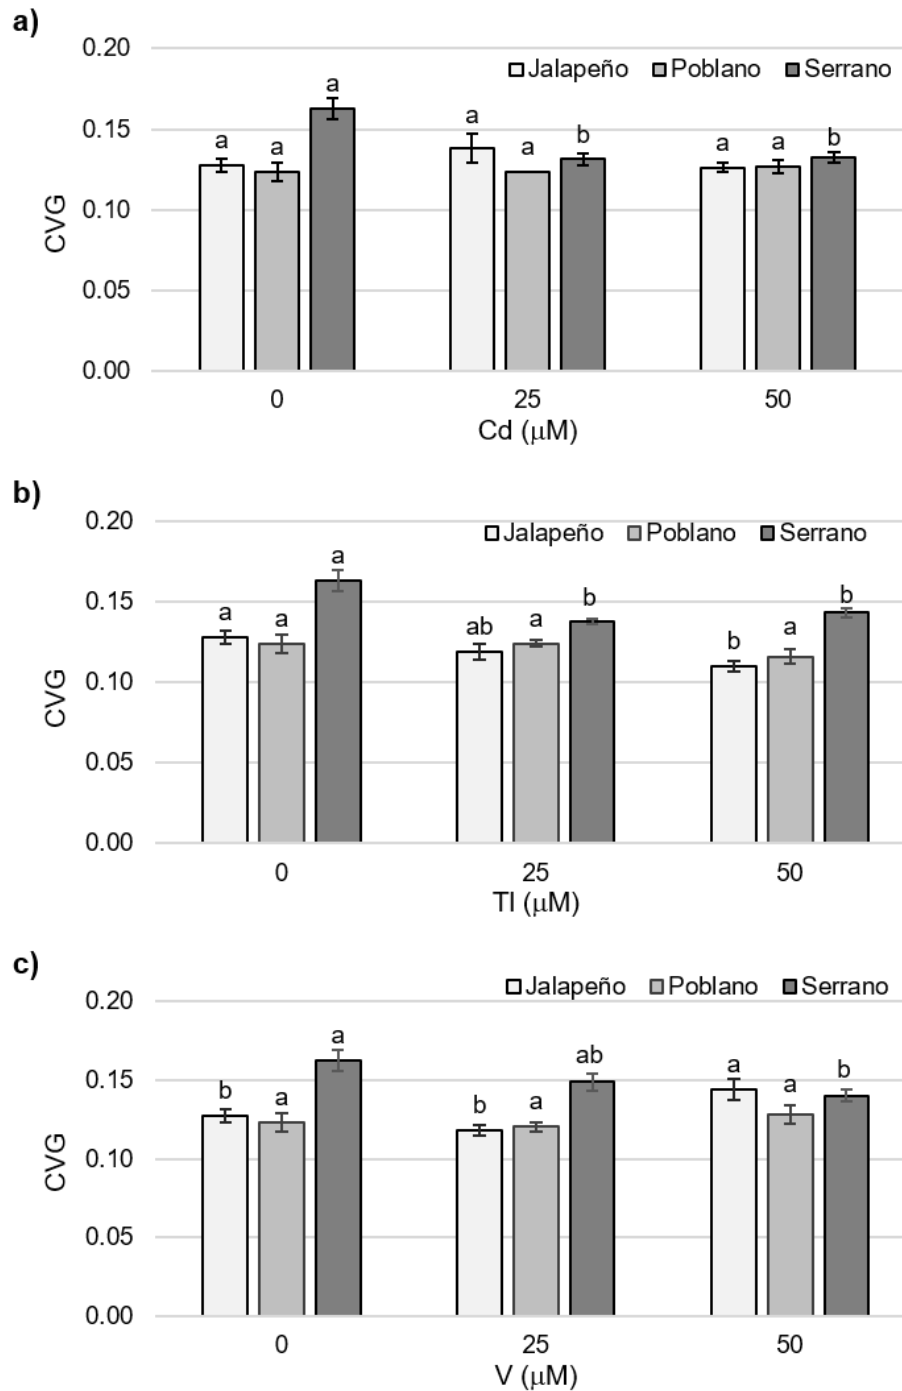 a)
0.20
Jalapeño Poblano Serrano
a a a a a b a a b
0.15
0.10
0.05
0.00
CVG
0 25 50
Cd (μM)
b)
0.20
Jalapeño Poblano Serrano
a a a ab a b b a b
0.15
0.10
0.05
0.00
CVG
0 25 50
Tl (μM)
c)
0.20
Jalapeño Poblano Serrano
b a a b a ab a a b
0.15
0.10
0.05
0.00
CVG
0 25 50
V (μM)